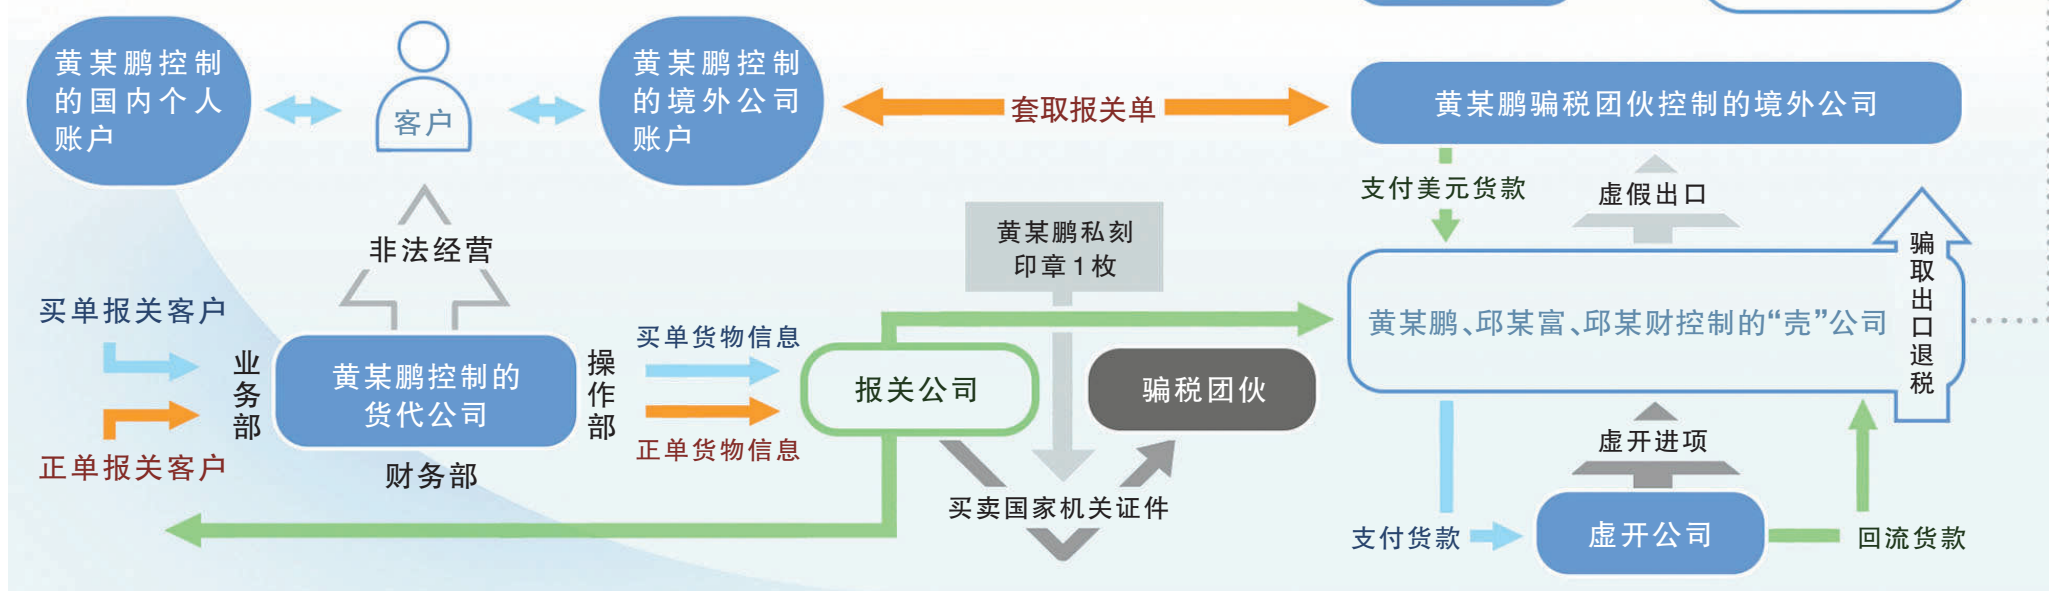 黄某鹏控制
的国内个人
账户
客户
黄某鹏控制
的境外公司
账户
套取报关单
黄某鹏骗税团伙控制的境外公司
支付美元货款
虚假出口
非法经营
黄某鹏私刻
印章1枚
骗取出口退税
买单报关客户
正单报关客户
业务部
黄某鹏控制的
货代公司
操作部
财务部
买单货物信息
正单货物信息
报关公司
骗税团伙
买卖国家机关证件
黄某鹏、邱某富、邱某财控制的“壳”公司
虚开进项
支付货款
虚开公司
回流货款